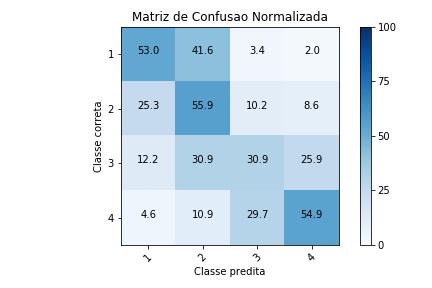 Matriz de Confusao Normalizada
Classe correta
1 53.0 41.6 3.4 2.0
2 25.3 55.9 10.2 8.6
3 12.2 30.9 30.9 25.9
4 4.6 10.9 29.7 54.9
1 2 3 4
Classe predita
100
75
50
25
0